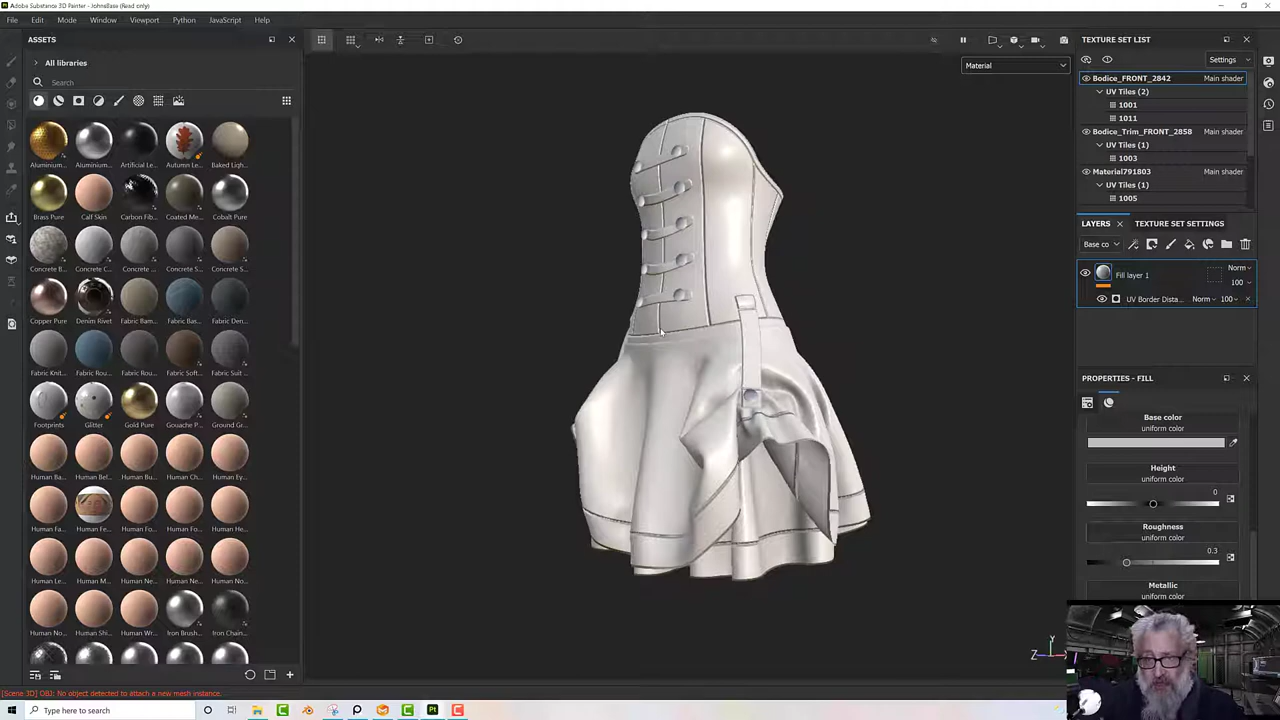 Adobe Substance 3D Painter - JohnsBase (Read only)
File Edit Mode Window Viewport Python JavaScript Help
ASSETS
All libraries
Search
Aluminium... Aluminium... Artificial Le... Autumn Le... Baked Ligh...
Brass Pure Calf Skin Carbon Fib... Coated Me... Cobalt Pure
Concrete B... Concrete C... Concrete ... Concrete S... Concrete S...
Copper Pure Denim Rivet Fabric Bam... Fabric Bas... Fabric Den...
Fabric Knit... Fabric Rou... Fabric Rou... Fabric Soft... Fabric Suit ...
Footprints Glitter Gold Pure Gouache P... Ground Gr...
Human Ba... Human Bel... Human Bu... Human Ch... Human Ey...
Human Fa... Human Fe... Human Fo... Human Fo... Human He...
Human Le... Human M... Human Ne... Human Ne... Human No...
Human No... Human Shi... Human Wr... Iron Brush... Iron Chain...
[Scene 3D] OBJ: No object detected to attach a new mesh instance.
Material
Z
Y
TEXTURE SET LIST
Settings
Bodice_FRONT_2842 Main shader
UV Tiles (2)
1001
1011
Bodice_Trim_FRONT_2858 Main shader
UV Tiles (1)
1003
Material791803 Main shader
UV Tiles (1)
1005
LAYERS TEXTURE SET SETTINGS
Base co
Fill layer 1 Norm
100
UV Border Dista... Norm 100
PROPERTIES - FILL
Base color
uniform color
Height
uniform color
0
Roughness
uniform color
0.3
Metallic
uniform color
Type here to search